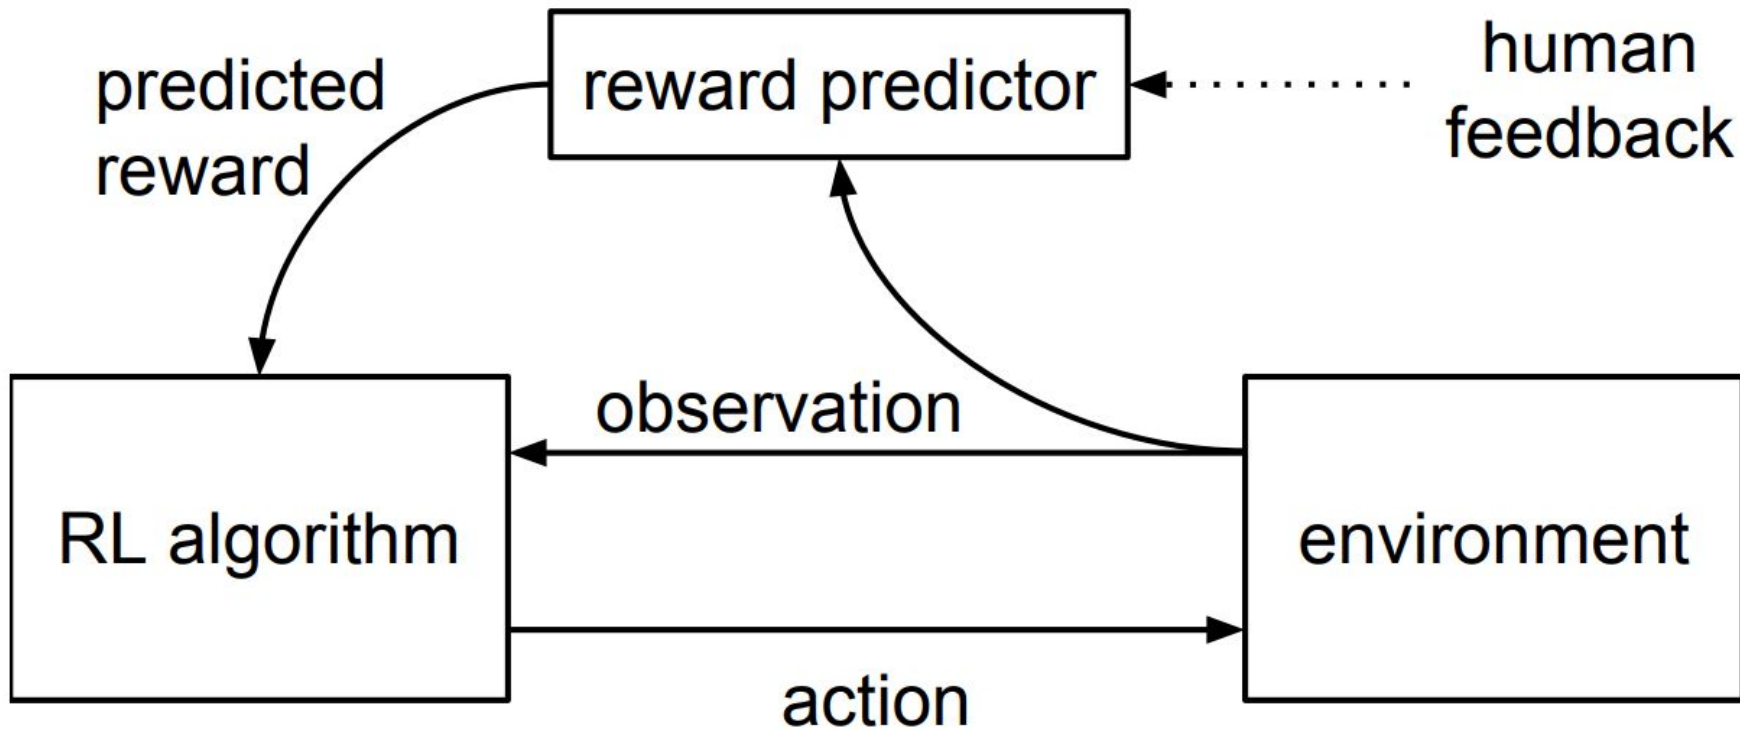 predicted
reward
reward predictor
human
feedback
observation
RL algorithm
environment
action